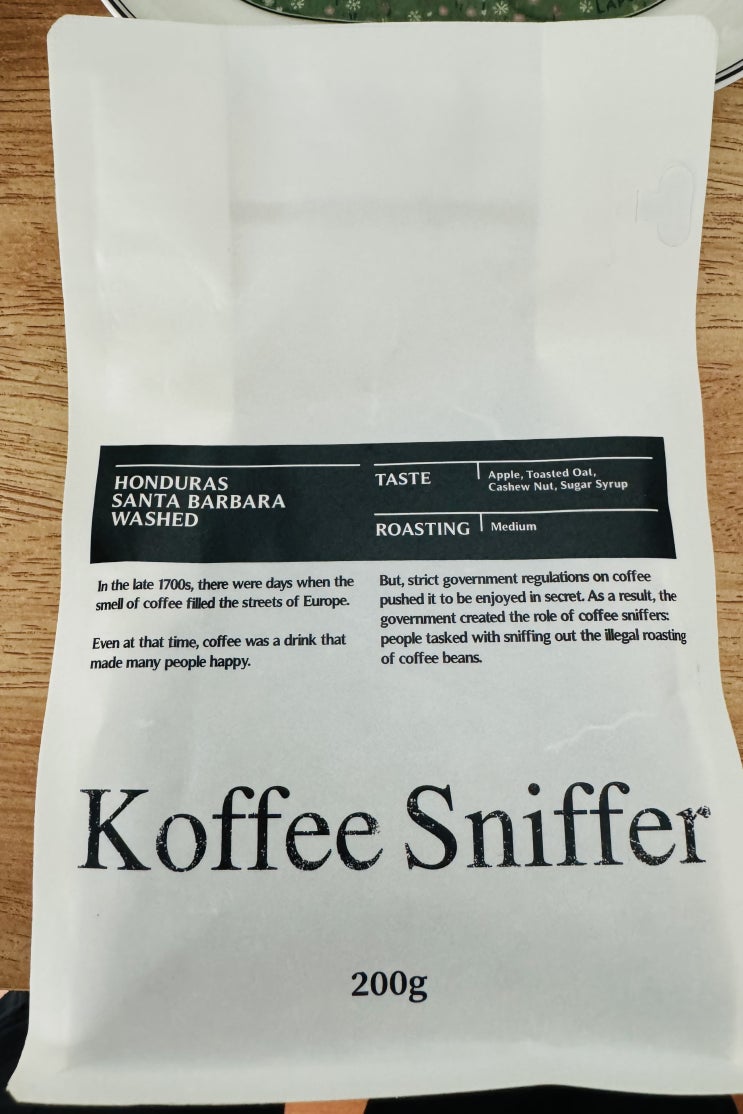 HONDURAS
SANTA BARBARA
WASHED
TASTE
Apple, Toasted Oat,
Cashew Nut, Sugar Syrup
ROASTING
Medium
In the late 1700s, there were days when the
smell of coffee filled the streets of Europe.
Even at that time, coffee was a drink that
made many people happy.
But, strict government regulations on coffee
pushed it to be enjoyed in secret. As a result, the
government created the role of coffee sniffers:
people tasked with sniffing out the illegal roasting
of coffee beans.
Koffee Sniffer
200g